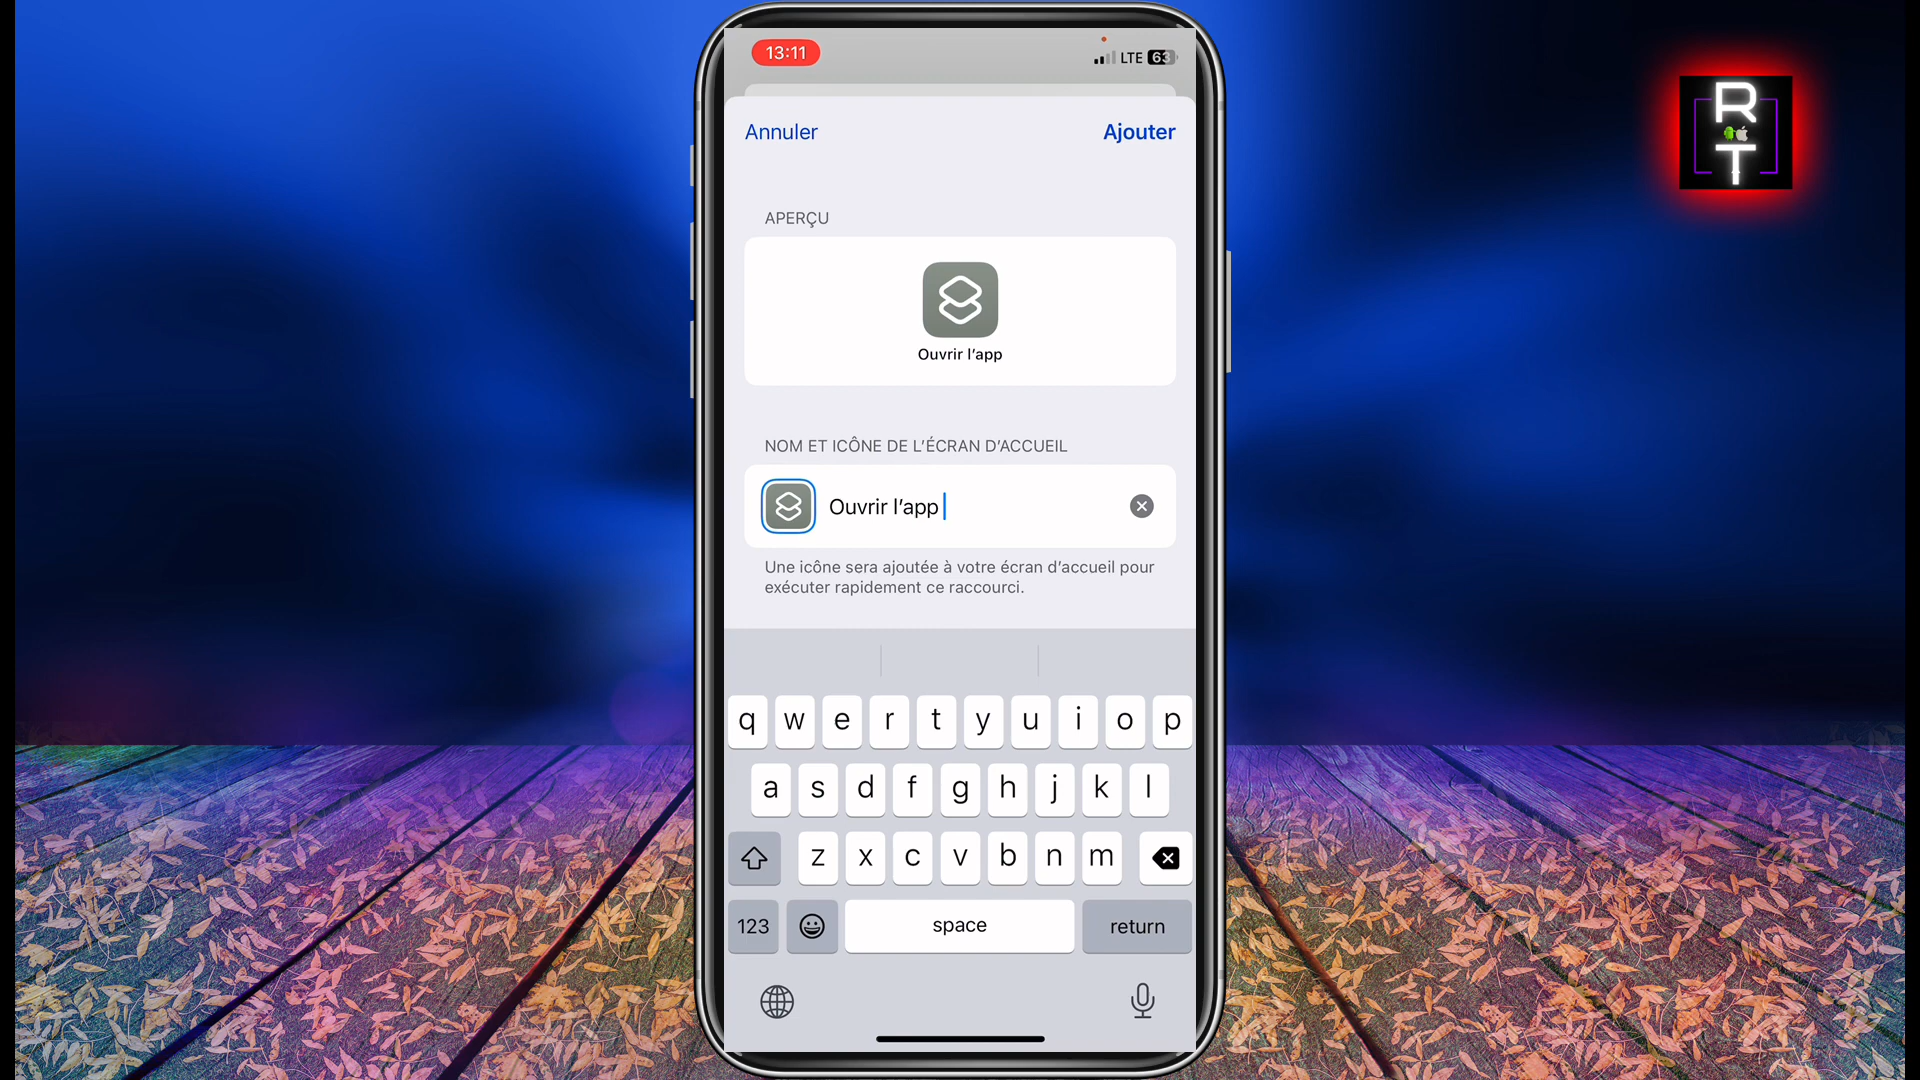 13:11
LTE 63
R
T
Annuler
Ajouter
APERÇU
Ouvrir l’app
NOM ET ICÔNE DE L’ÉCRAN D’ACCUEIL
Ouvrir l’app
Une icône sera ajoutée à votre écran d’accueil pour
exécuter rapidement ce raccourci.
q w e r t y u i o p
a s d f g h j k l
z x c v b n m
123 space return